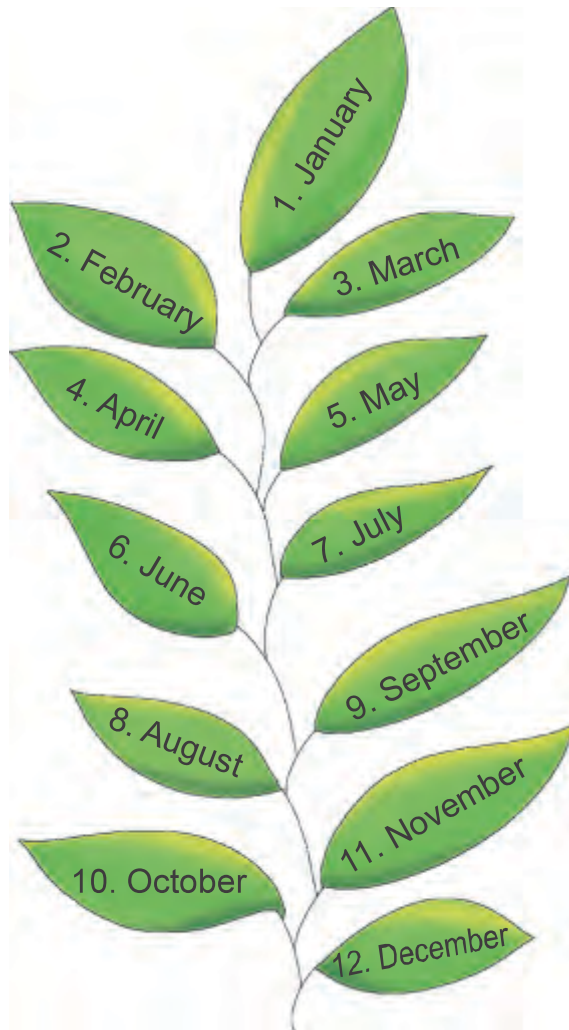 1. January
2. February
3. March
4. April
5. May
6. June
7. July
8. August
9. September
10. October
11. November
12. December